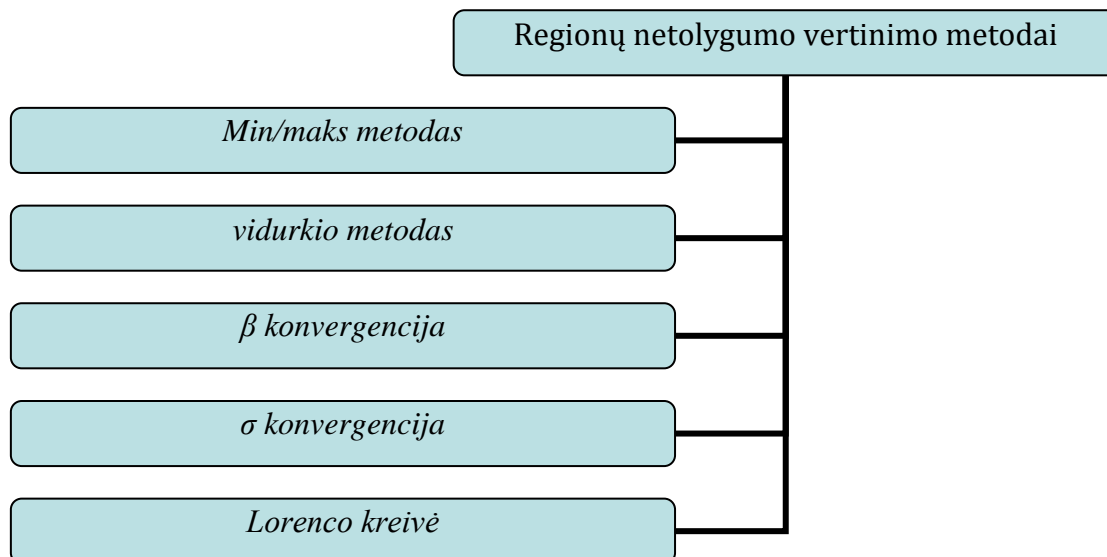 Regionų netolygumo vertinimo metodai
Min/maks metodas
vidurkio metodas
β konvergencija
σ konvergencija
Lorenco kreivė